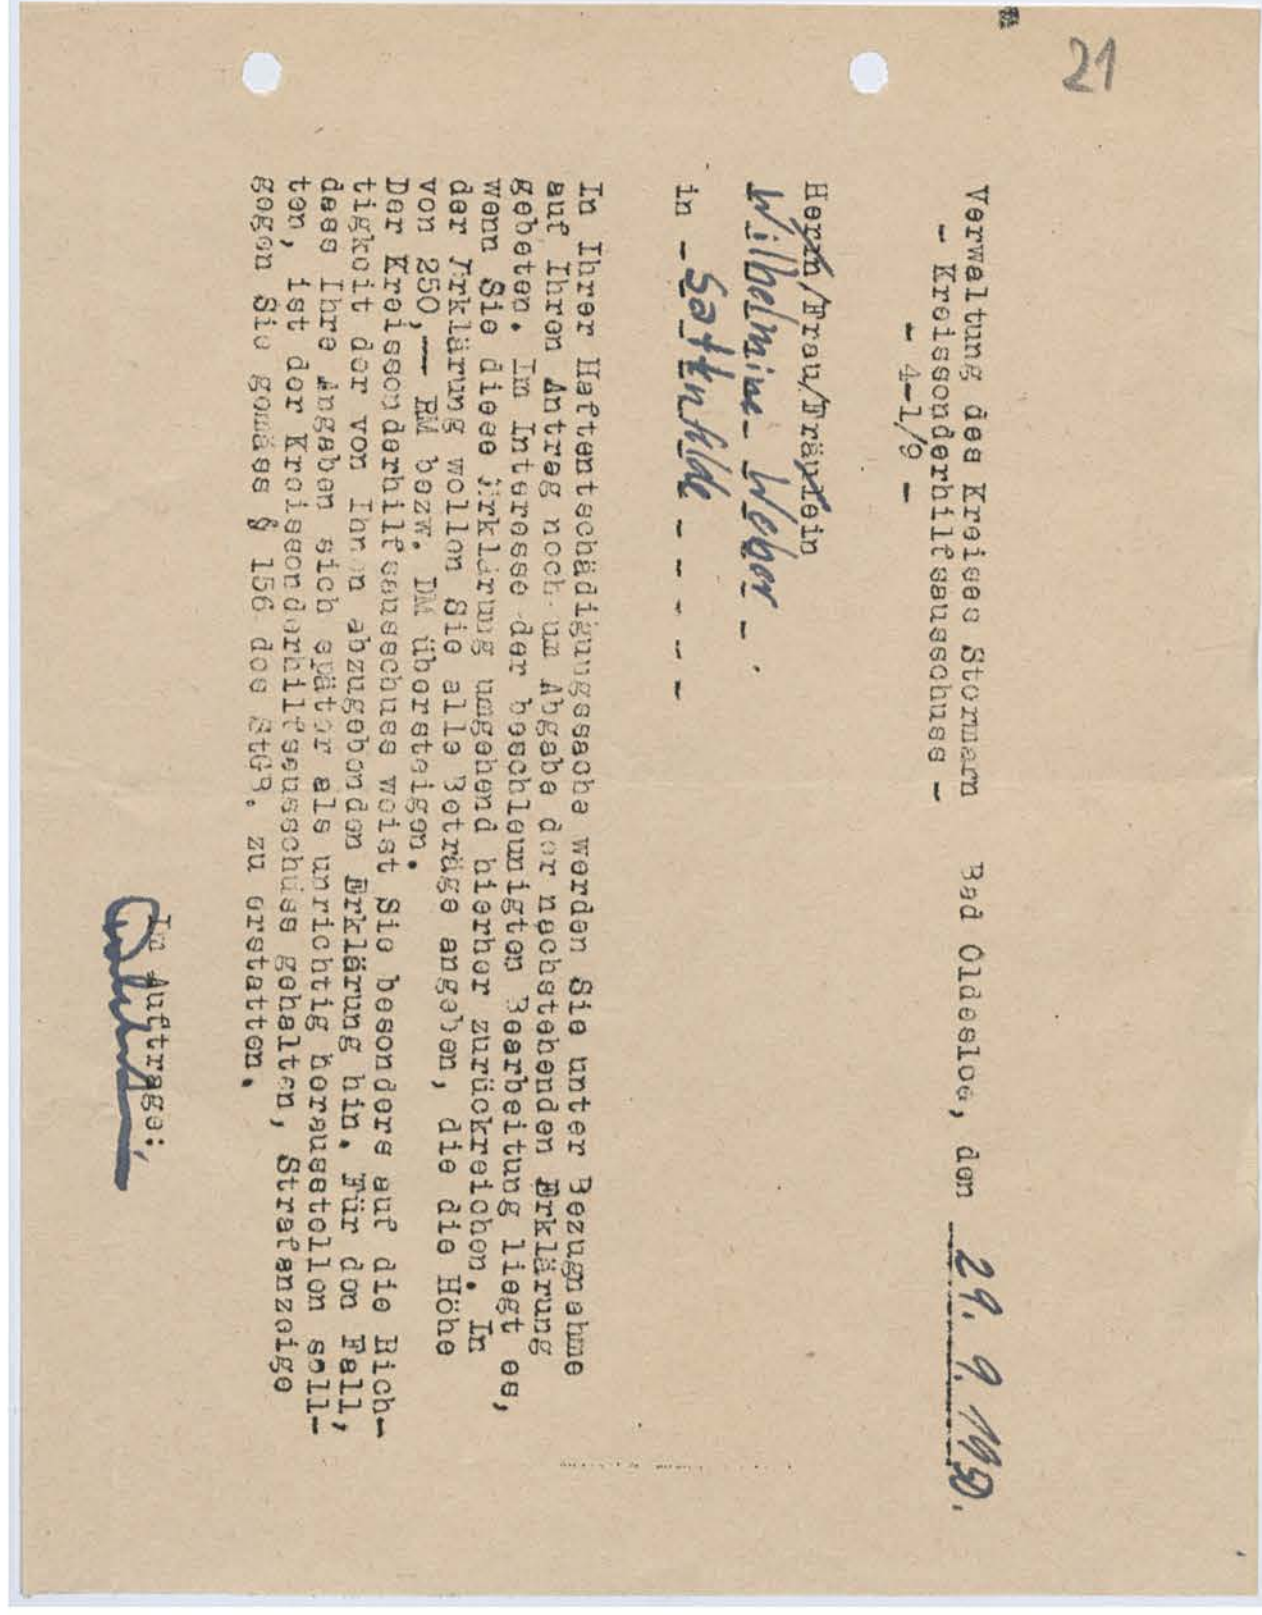 21
Verwaltung des Kreises Stormarn Bad Oldesloe, den 29. 9. 1950.
- Kreissonderhilfsausschuss -
- 4-1/9 -
Herrn/Frau/Fräulein
Wilhelmine Weber -
in -
In Ihrer Haftentschädigungssache werden Sie unter Bezugnahme
auf Ihren Antrag noch um Abgabe der nachstehenden Erklärung
gebeten. Im Interesse der beschleunigten Bearbeitung liegt es,
wenn Sie diese Erklärung umgehend hierher zurückreichen. In
der Erklärung wollen Sie alle Beträge angeben, die die Höhe
von 250,-- RM bezw. DM übersteigen.
Der Kreissonderhilfsausschuss weist Sie besonders auf die Rich-
tigkeit der von Ihnen abzugebenden Erklärung hin. Für den Fall,
dass Ihre Angaben sich später als unrichtig herausstellen soll-
ten, ist der Kreissonderhilfsausschuss gehalten, Strafanzeige
gegen Sie gemäss § 156 des StGB. zu erstatten.
Im Auftrage: